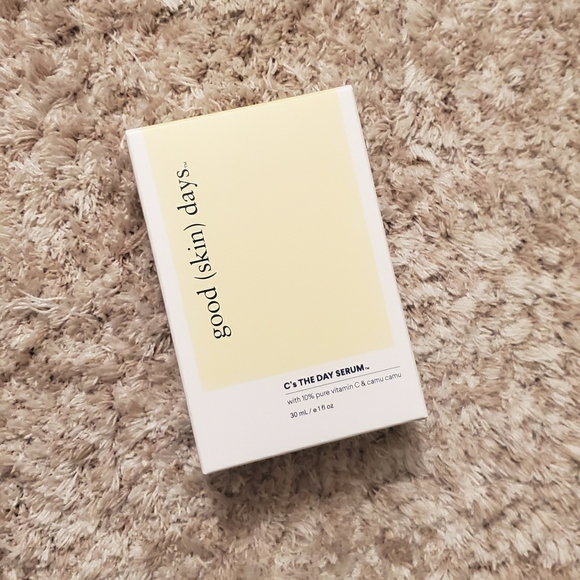 good (skin) days™
C's THE DAY SERUM™
with 10% pure vitamin C & camu camu
30 mL / e 1 fl oz